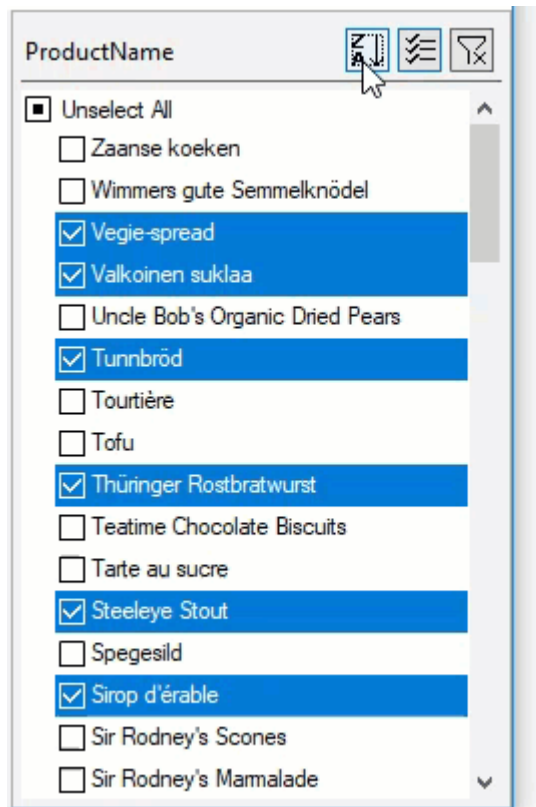 ProductName
Z
A
Unselect All
Zaanse koeken
Wimmers gute Semmelknödel
Vegie-spread
Valkoinen suklaa
Uncle Bob's Organic Dried Pears
Tunnbröd
Tourtière
Tofu
Thüringer Rostbratwurst
Teatime Chocolate Biscuits
Tarte au sucre
Steeleye Stout
Spegesild
Sirop d'érable
Sir Rodney's Scones
Sir Rodney's Marmalade